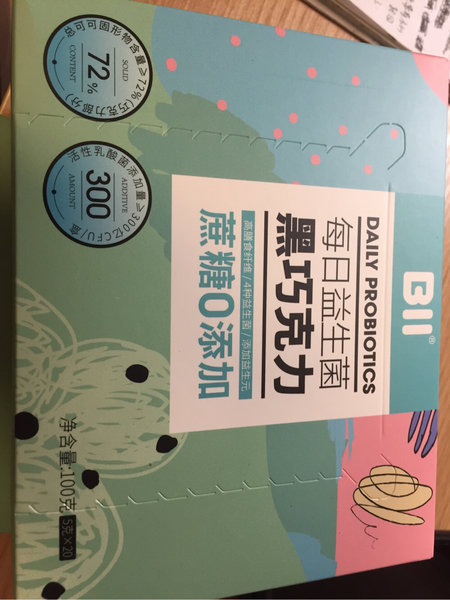 BII®
DAILY PROBIOTICS
每日益生菌
黑巧克力
高膳食纤维/4种益生菌/添加益生元
蔗糖0添加
总可可固形物含量≥72%(巧克力部分)
SOLID
72%
CONTENT
活性乳酸菌添加量≥300亿CFU/盒
ADDITIVE
300
AMOUNT
净含量:100克 5克×20